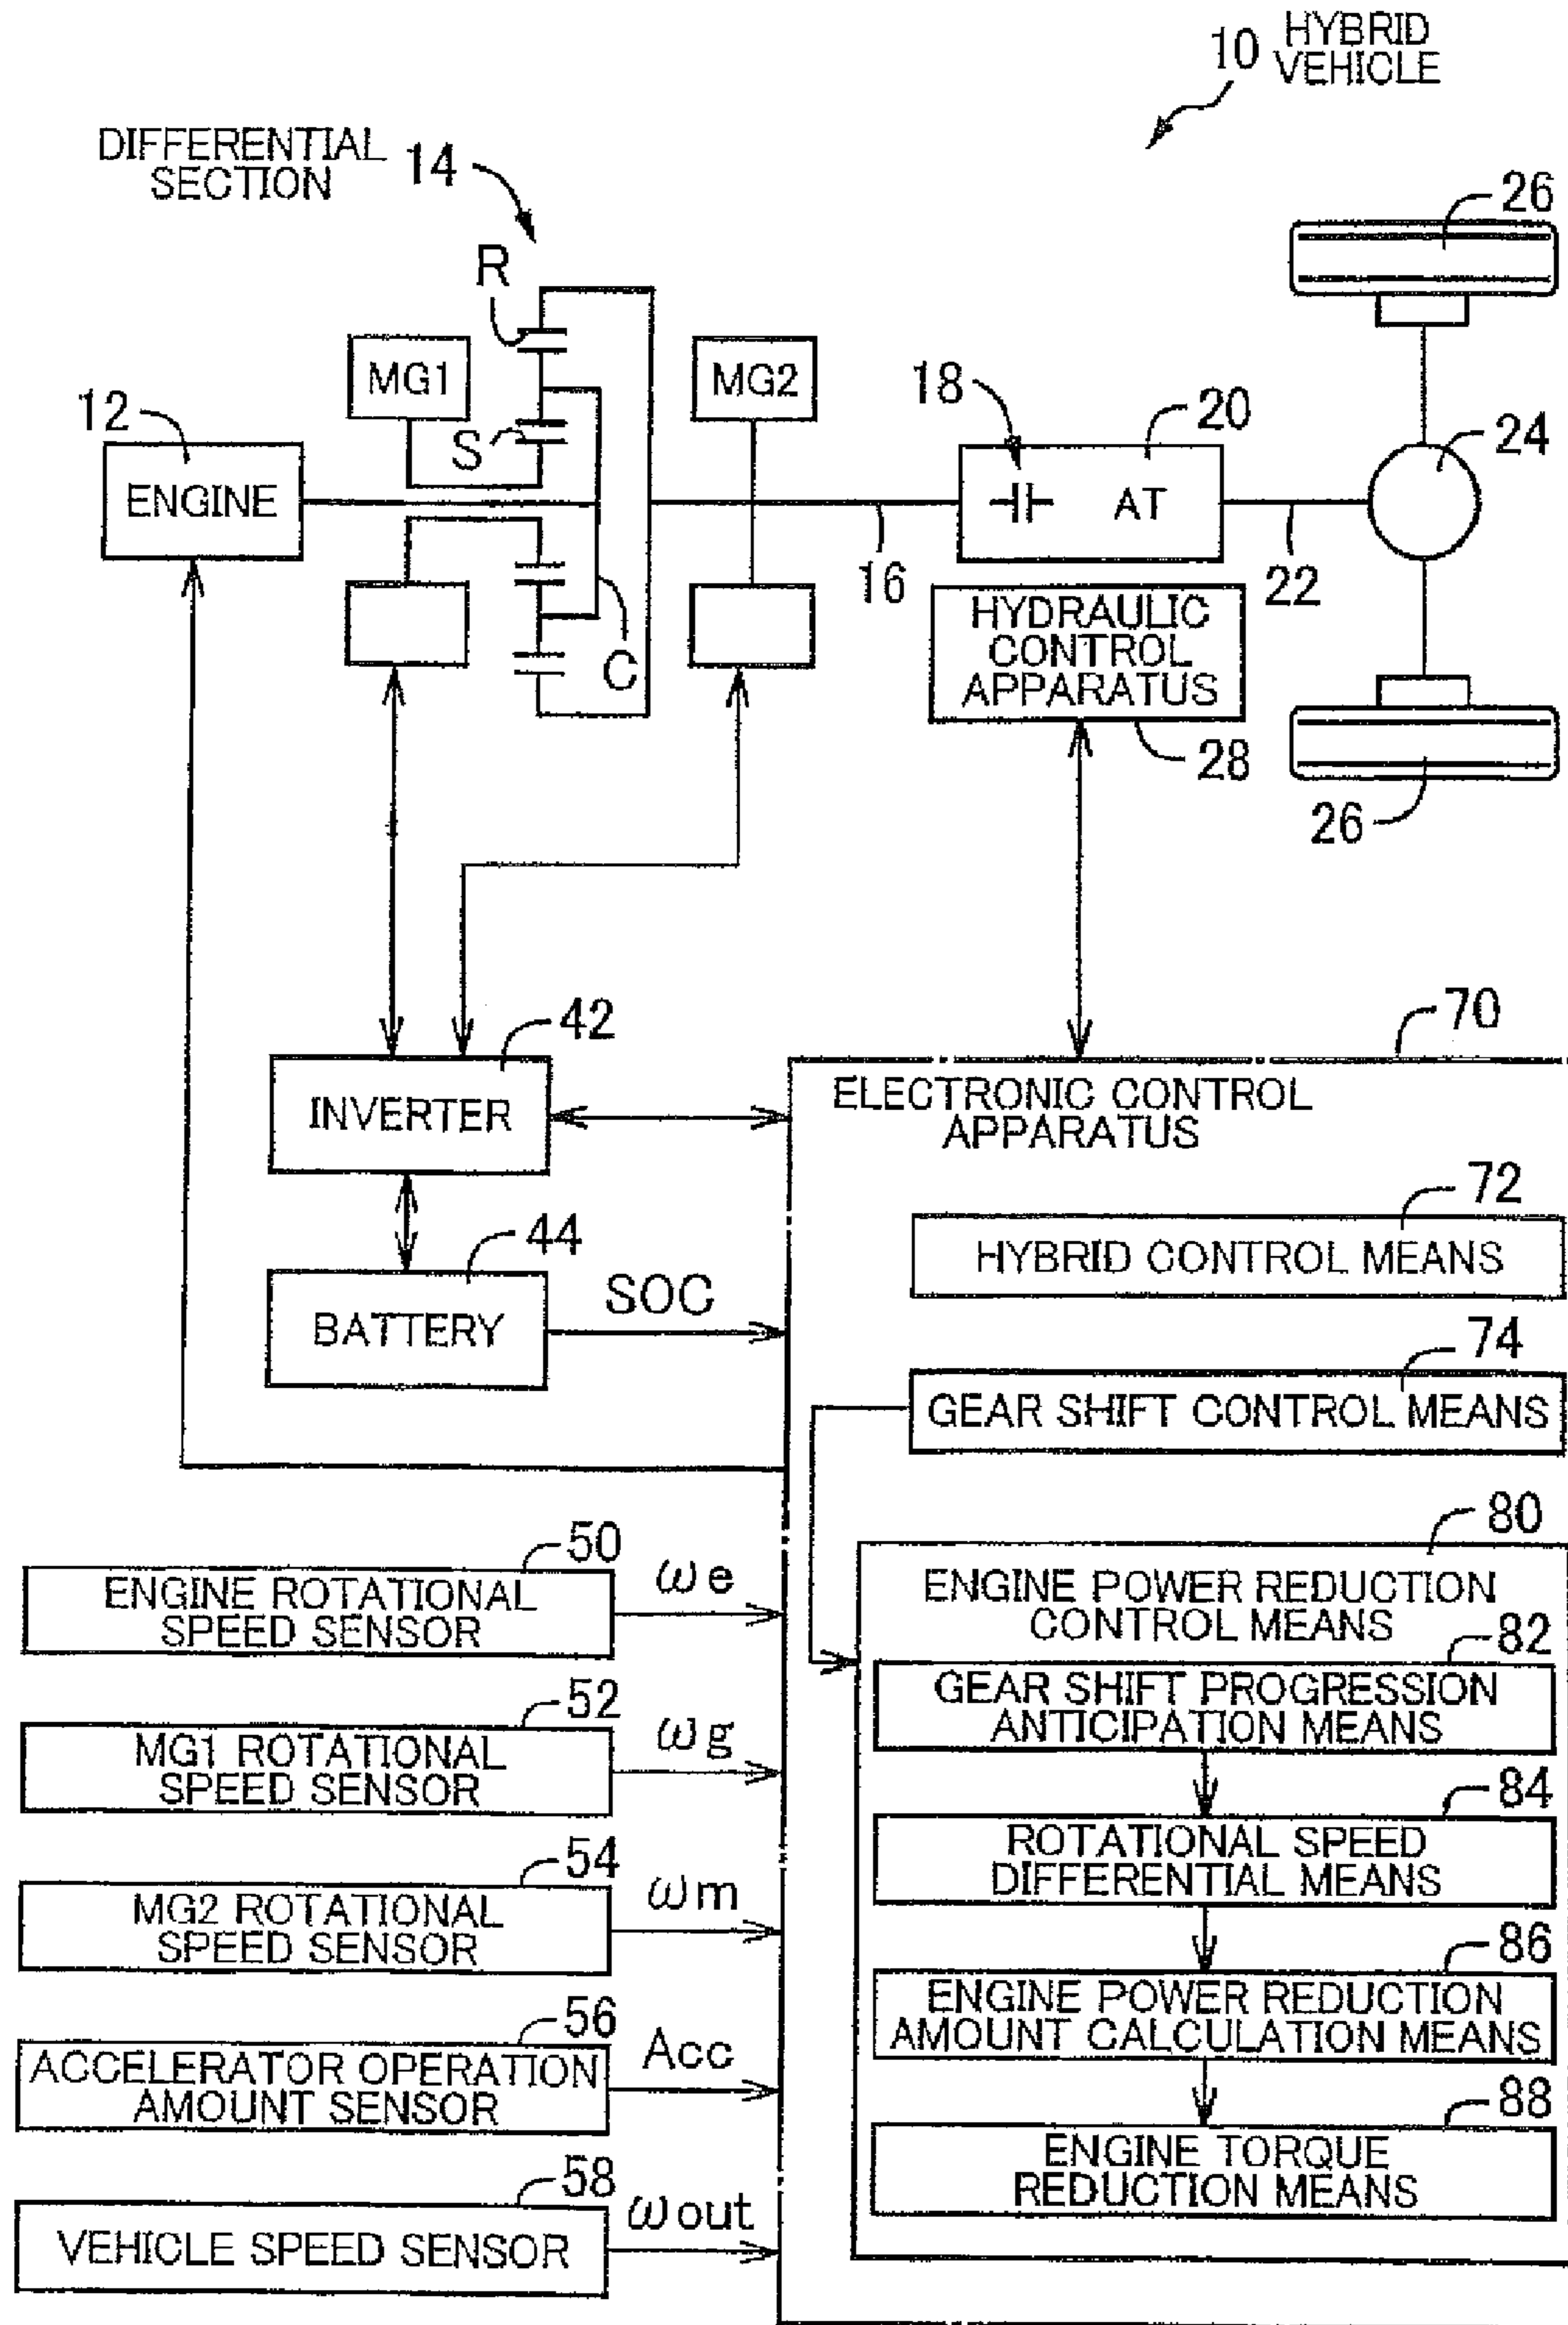 10 HYBRID
VEHICLE
DIFFERENTIAL
SECTION
14
26
R
MG1
MG2
18
20
12
S
24
ENGINE
AT
16
22
HYDRAULIC
CONTROL
APPARATUS
C
28
26
42
70
INVERTER
ELECTRONIC CONTROL
APPARATUS
72
HYBRID CONTROL MEANS
44
SOC
BATTERY
74
GEAR SHIFT CONTROL MEANS
80
ENGINE POWER REDUCTION
CONTROL MEANS
50
ENGINE ROTATIONAL
SPEED SENSOR
ωe
82
GEAR SHIFT PROGRESSION
ANTICIPATION MEANS
52
MG1 ROTATIONAL
SPEED SENSOR
ωg
84
ROTATIONAL SPEED
DIFFERENTIAL MEANS
54
MG2 ROTATIONAL
SPEED SENSOR
ωm
86
ENGINE POWER REDUCTION
AMOUNT CALCULATION MEANS
56
ACCELERATOR OPERATION
AMOUNT SENSOR
Acc
88
ENGINE TORQUE
REDUCTION MEANS
58
VEHICLE SPEED SENSOR
ωout